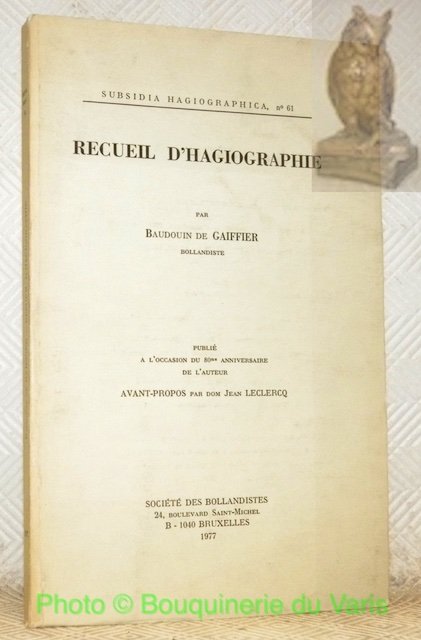 SUBSIDIA HAGIOGRAPHICA, nº 61
RECUEIL D'HAGIOGRAPHIE
PAR
BAUDOUIN DE GAIFFIER
BOLLANDISTE
PUBLIÉ
A L'OCCASION DU 80me ANNIVERSAIRE
DE L'AUTEUR
AVANT-PROPOS PAR DOM JEAN LECLERCQ
SOCIÉTÉ DES BOLLANDISTES
24, BOULEVARD SAINT-MICHEL
B - 1040 BRUXELLES
1977
Photo © Bouquinerie du Varis